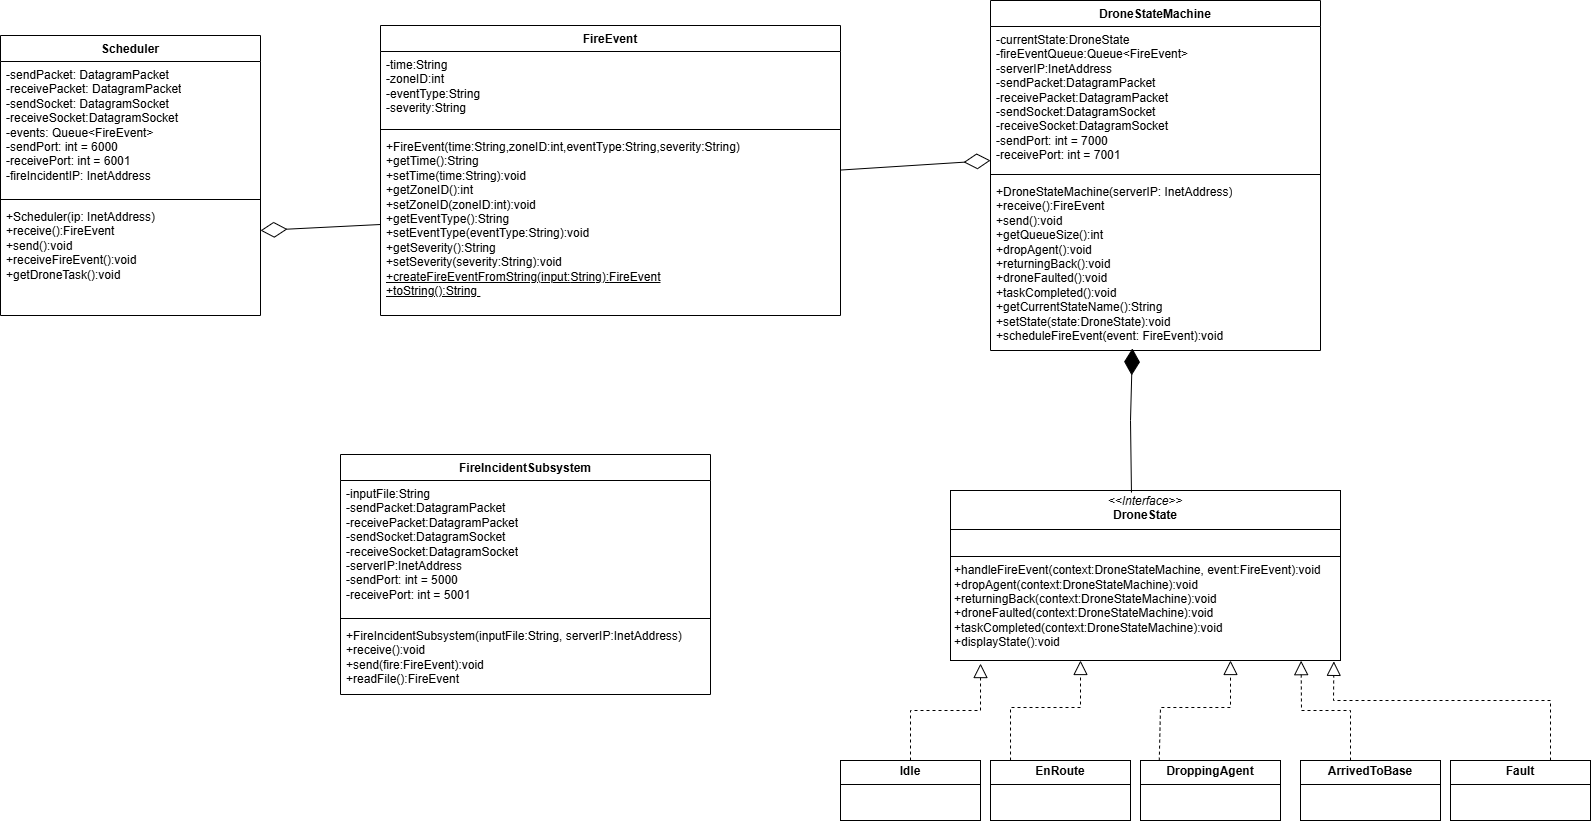 Scheduler
-sendPacket: DatagramPacket
-receivePacket: DatagramPacket
-sendSocket: DatagramSocket
-receiveSocket:DatagramSocket
-events: Queue<FireEvent>
-sendPort: int = 6000
-receivePort: int = 6001
-fireIncidentIP: InetAddress
+Scheduler(ip: InetAddress)
+receive():FireEvent
+send():void
+receiveFireEvent():void
+getDroneTask():void
FireEvent
-time:String
-zoneID:int
-eventType:String
-severity:String
+FireEvent(time:String,zoneID:int,eventType:String,severity:String)
+getTime():String
+setTime(time:String):void
+getZoneID():int
+setZoneID(zoneID:int):void
+getEventType():String
+setEventType(eventType:String):void
+getSeverity():String
+setSeverity(severity:String):void
+createFireEventFromString(input:String):FireEvent
+toString():String
DroneStateMachine
-currentState:DroneState
-fireEventQueue:Queue<FireEvent>
-serverIP:InetAddress
-sendPacket:DatagramPacket
-receivePacket:DatagramPacket
-sendSocket:DatagramSocket
-receiveSocket:DatagramSocket
-sendPort: int = 7000
-receivePort: int = 7001
+DroneStateMachine(serverIP: InetAddress)
+receive():FireEvent
+send():void
+getQueueSize():int
+dropAgent():void
+returningBack():void
+droneFaulted():void
+taskCompleted():void
+getCurrentStateName():String
+setState(state:DroneState):void
+scheduleFireEvent(event: FireEvent):void
FireIncidentSubsystem
-inputFile:String
-sendPacket:DatagramPacket
-receivePacket:DatagramPacket
-sendSocket:DatagramSocket
-receiveSocket:DatagramSocket
-serverIP:InetAddress
-sendPort: int = 5000
-receivePort: int = 5001
+FireIncidentSubsystem(inputFile:String, serverIP:InetAddress)
+receive():void
+send(fire:FireEvent):void
+readFile():FireEvent
<<Interface>>
DroneState
+handleFireEvent(context:DroneStateMachine, event:FireEvent):void
+dropAgent(context:DroneStateMachine):void
+returningBack(context:DroneStateMachine):void
+droneFaulted(context:DroneStateMachine):void
+taskCompleted(context:DroneStateMachine):void
+displayState():void
Idle
EnRoute
DroppingAgent
ArrivedToBase
Fault